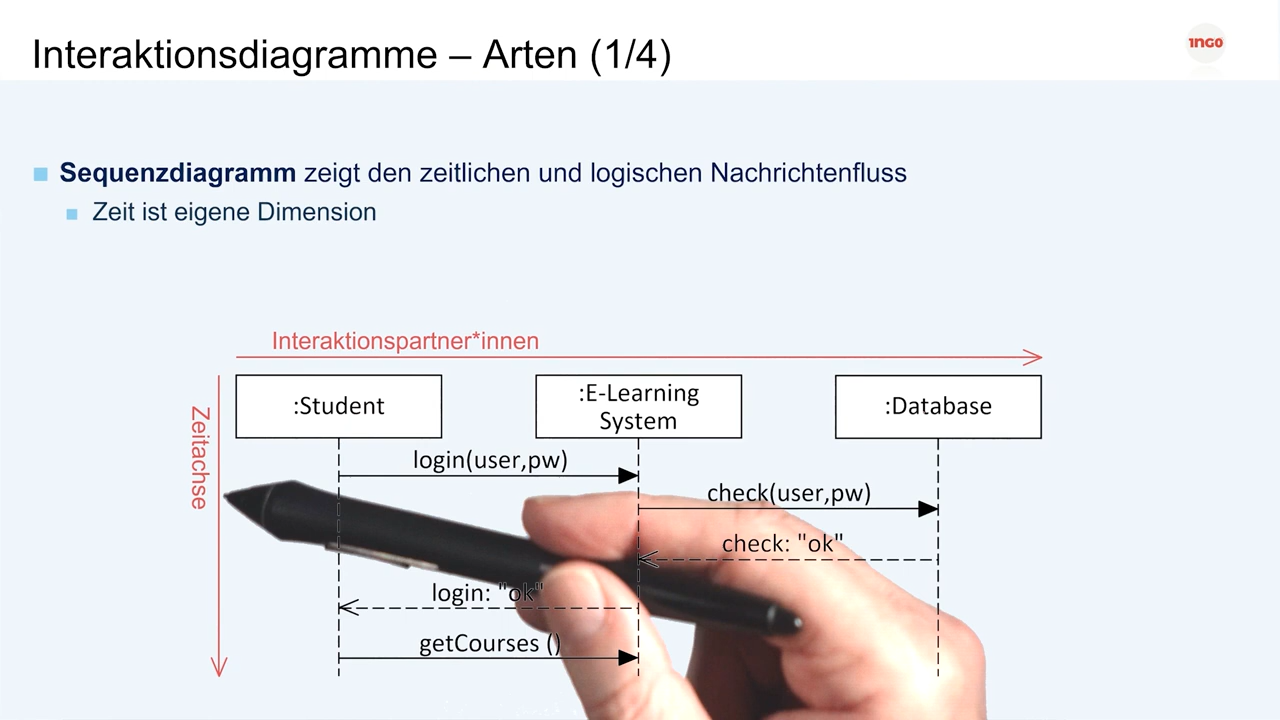 Interaktionsdiagramme – Arten (1/4)
1NG0
Sequenzdiagramm zeigt den zeitlichen und logischen Nachrichtenfluss
Zeit ist eigene Dimension
Interaktionspartner*innen
Zeitachse
:Student
:E-Learning
System
:Database
login(user,pw)
check(user,pw)
check: "ok"
login: "ok"
getCourses ()